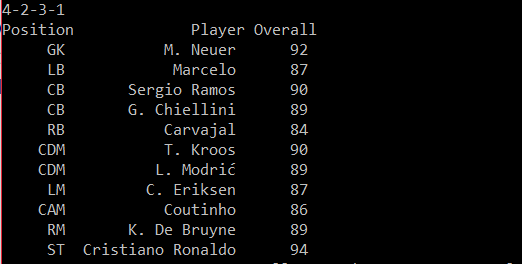 4-2-3-1
Position Player Overall
GK M. Neuer 92
LB Marcelo 87
CB Sergio Ramos 90
CB G. Chiellini 89
RB Carvajal 84
CDM T. Kroos 90
CDM L. Modrić 89
LM C. Eriksen 87
CAM Coutinho 86
RM K. De Bruyne 89
ST Cristiano Ronaldo 94